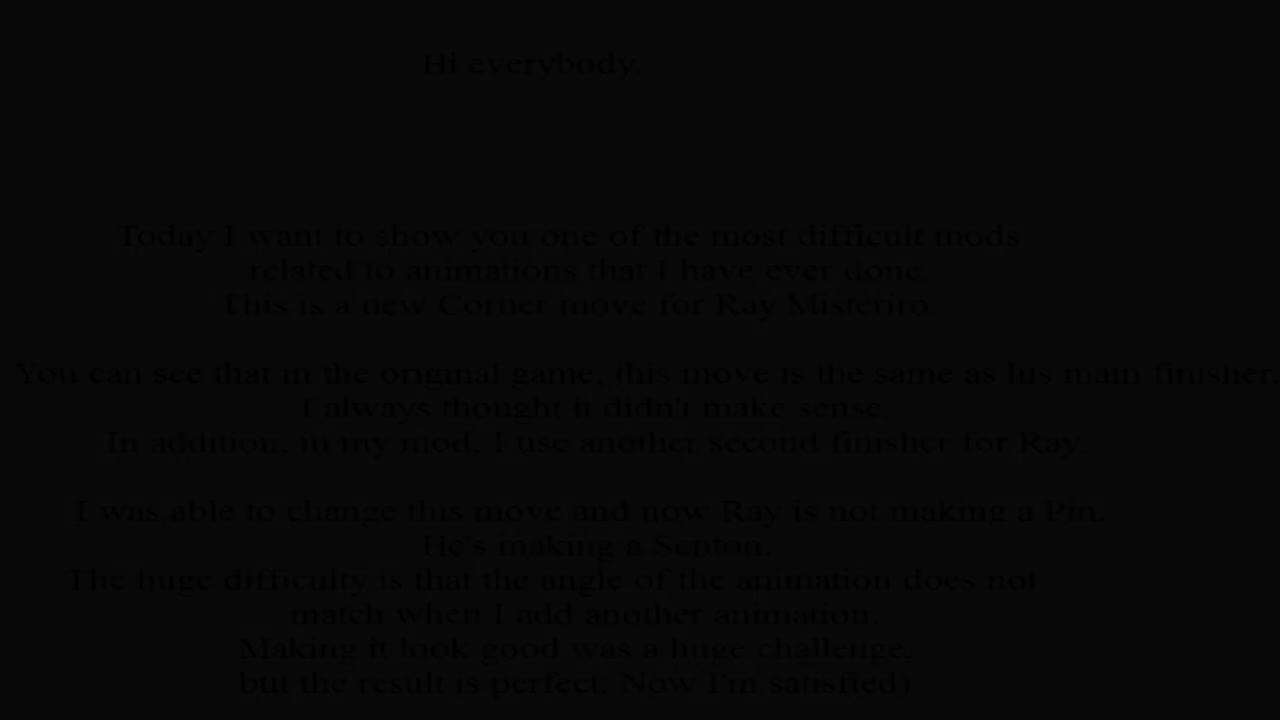 Hi everybody.
Today I want to show you one of the most difficult mods
related to animations that I have ever done.
This is a new Corner move for Ray Misteriro.
You can see that in the original game, this move is the same as his main finisher.
I always thought it didn't make sense.
In addition, in my mod, I use another second finisher for Ray.
I was able to change this move and now Ray is not making a Pin.
He's making a Senton.
The huge difficulty is that the angle of the animation does not
match when I add another animation.
Making it look good was a huge challenge,
but the result is perfect. Now I'm satisfied)